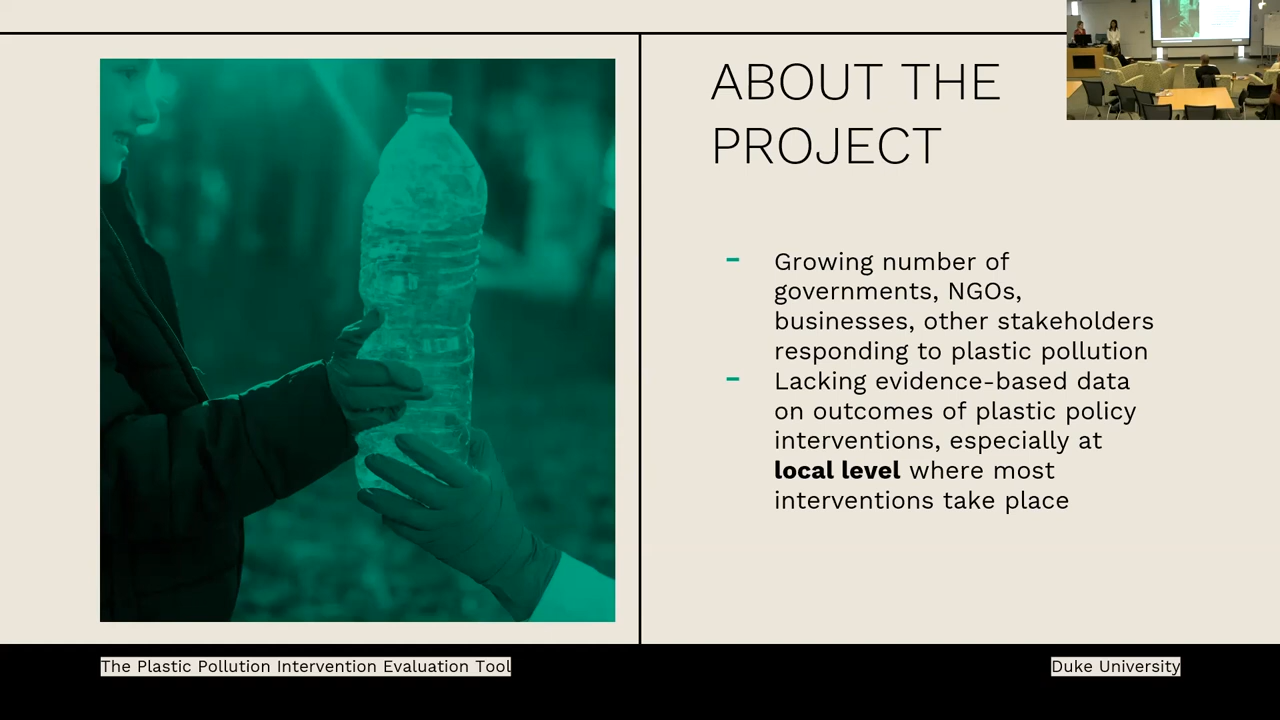 ABOUT THE
PROJECT
- Growing number of
governments, NGOs,
businesses, other stakeholders
responding to plastic pollution
- Lacking evidence-based data
on outcomes of plastic policy
interventions, especially at
local level where most
interventions take place
The Plastic Pollution Intervention Evaluation Tool
Duke University